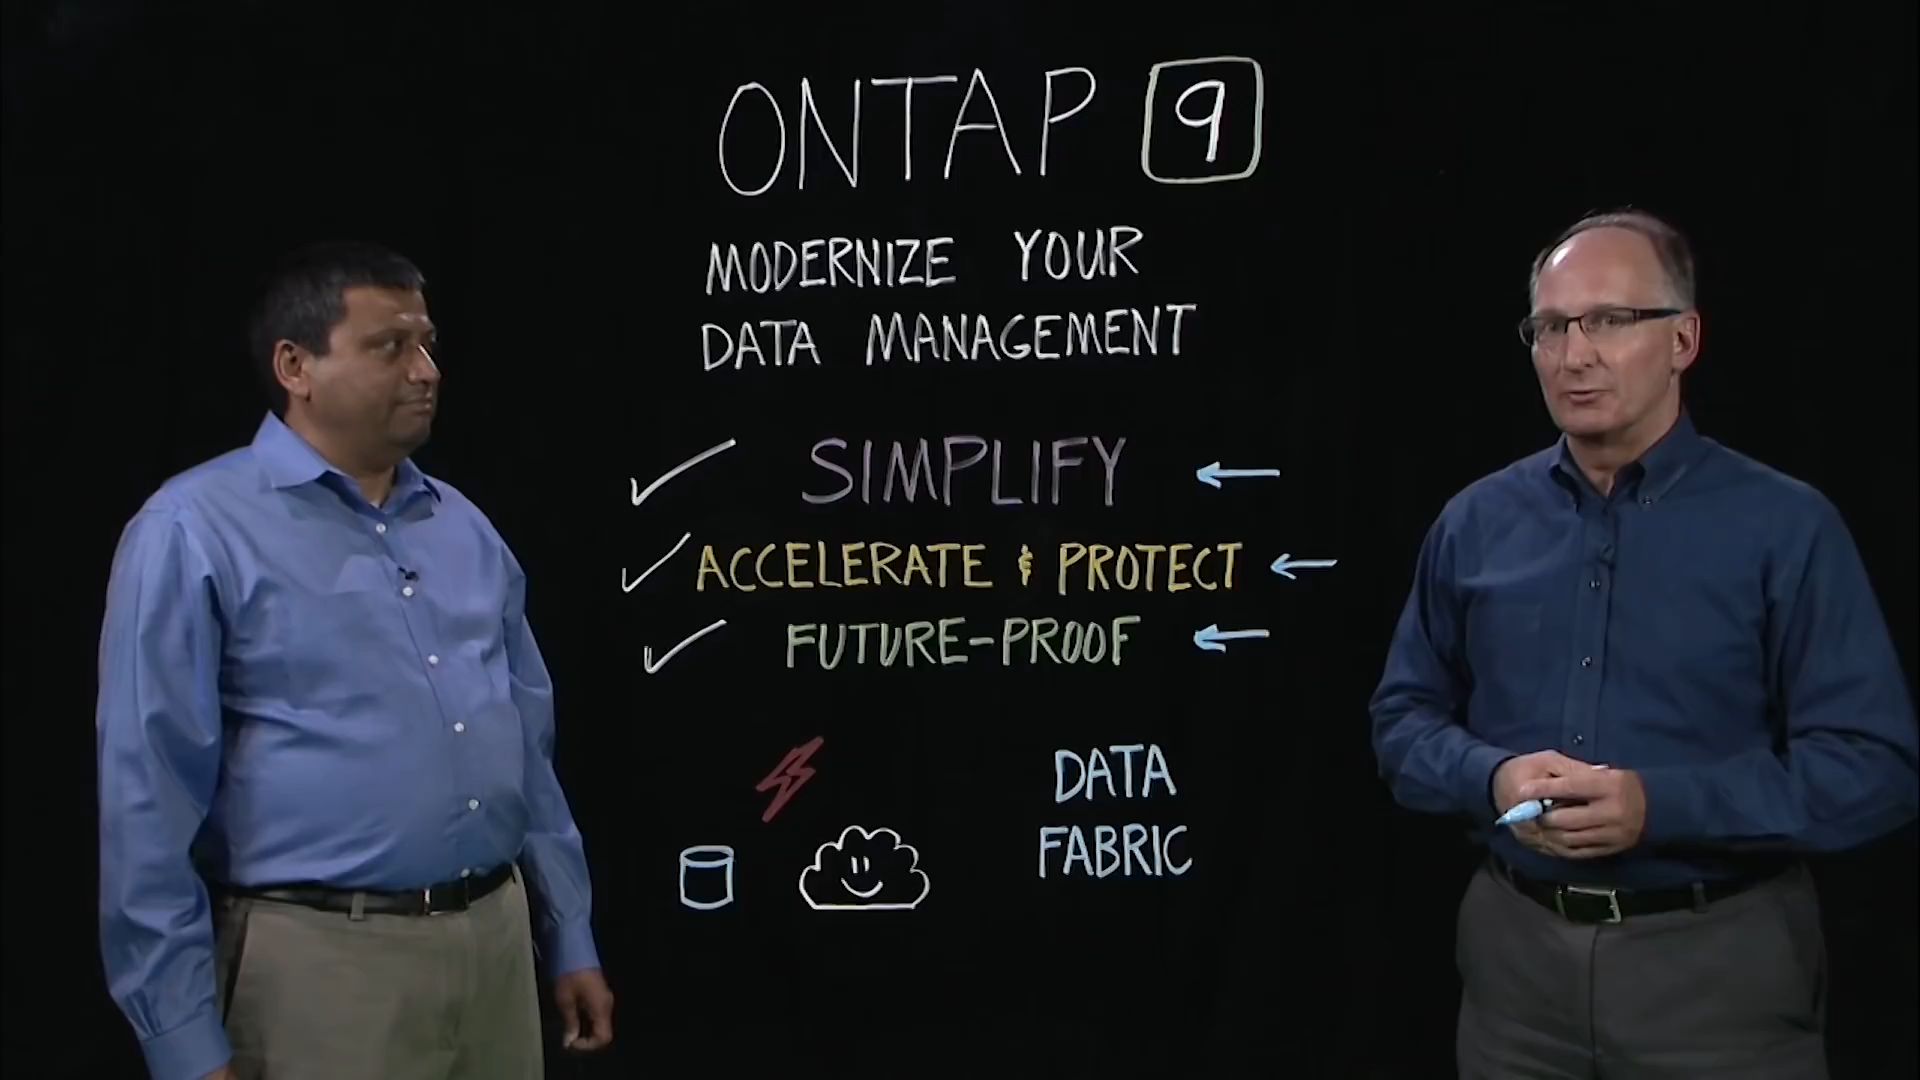 ONTAP 9
MODERNIZE YOUR
DATA MANAGEMENT
SIMPLIFY
ACCELERATE & PROTECT
FUTURE-PROOF
DATA
FABRIC